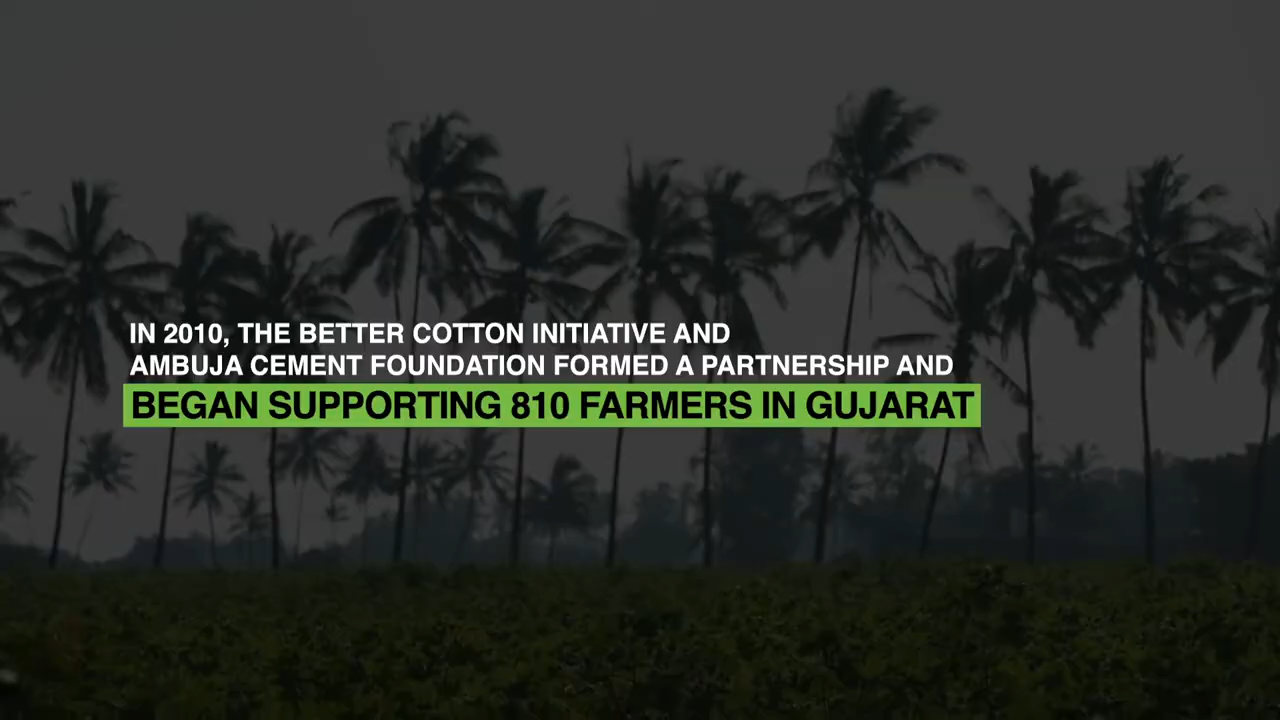 IN 2010, THE BETTER COTTON INITIATIVE AND
AMBUJA CEMENT FOUNDATION FORMED A PARTNERSHIP AND
BEGAN SUPPORTING 810 FARMERS IN GUJARAT